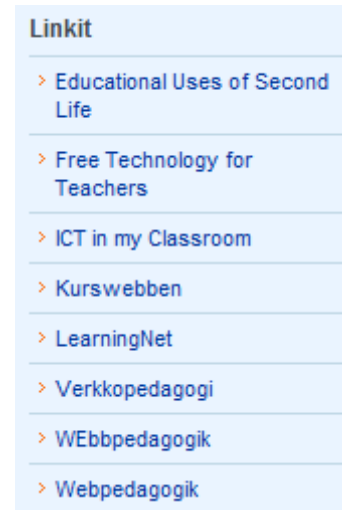 Linkit
Educational Uses of Second
Life
Free Technology for
Teachers
ICT in my Classroom
Kurswebben
LearningNet
Verkkopedagogi
WEbbpedagogik
Webpedagogik